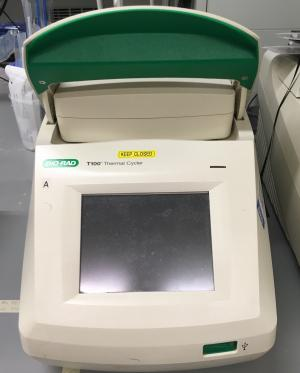 KEEP CLOSED
BIO-RAD T100™ Thermal Cycler
A